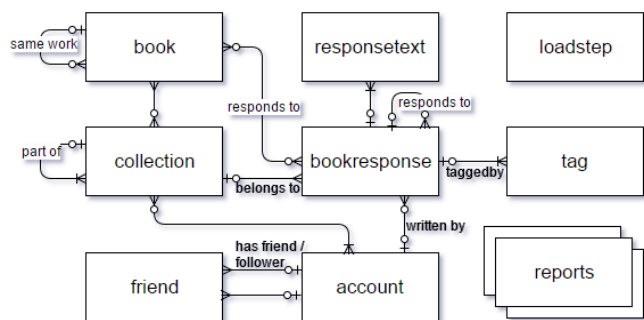 book
responsetext
loadstep
same work
responds to
responds to
part of
collection
bookresponse
tag
belongs to
taggedby
written by
has friend /
follower
reports
friend
account